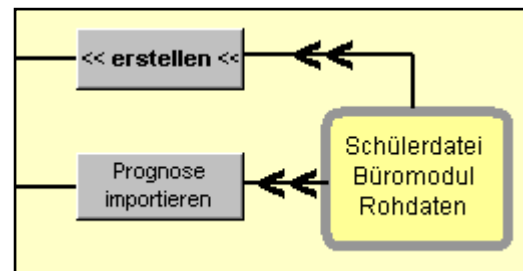 << erstellen <<
Schülerdatei
Büromodul
Rohdaten
Prognose
importieren